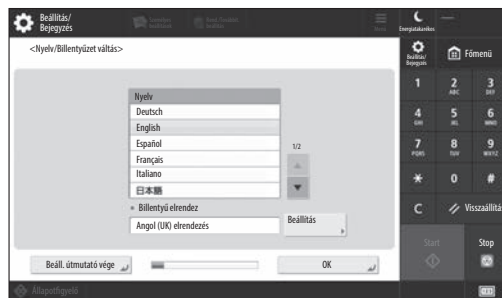 Beállítás/
Bejegyzés
Menü
Energiatakarékos
<Nyelv/Billentyűzet váltás>
Beállítás/
Bejegyzés
Főmenü
Nyelv
Deutsch
English
Español
Français
Italiano
日本語
1/2
Billentyű elrendez
Angol (UK) elrendezés
Beállítás
Beáll. útmutató vége
OK
1
2 ABC
3 DEF
4 GHI
5 JKL
6 MNO
7 PQRS
8 TUV
9 WXYZ
0
#
C
Visszaállítá
Start
Stop
Állapotfigyelő